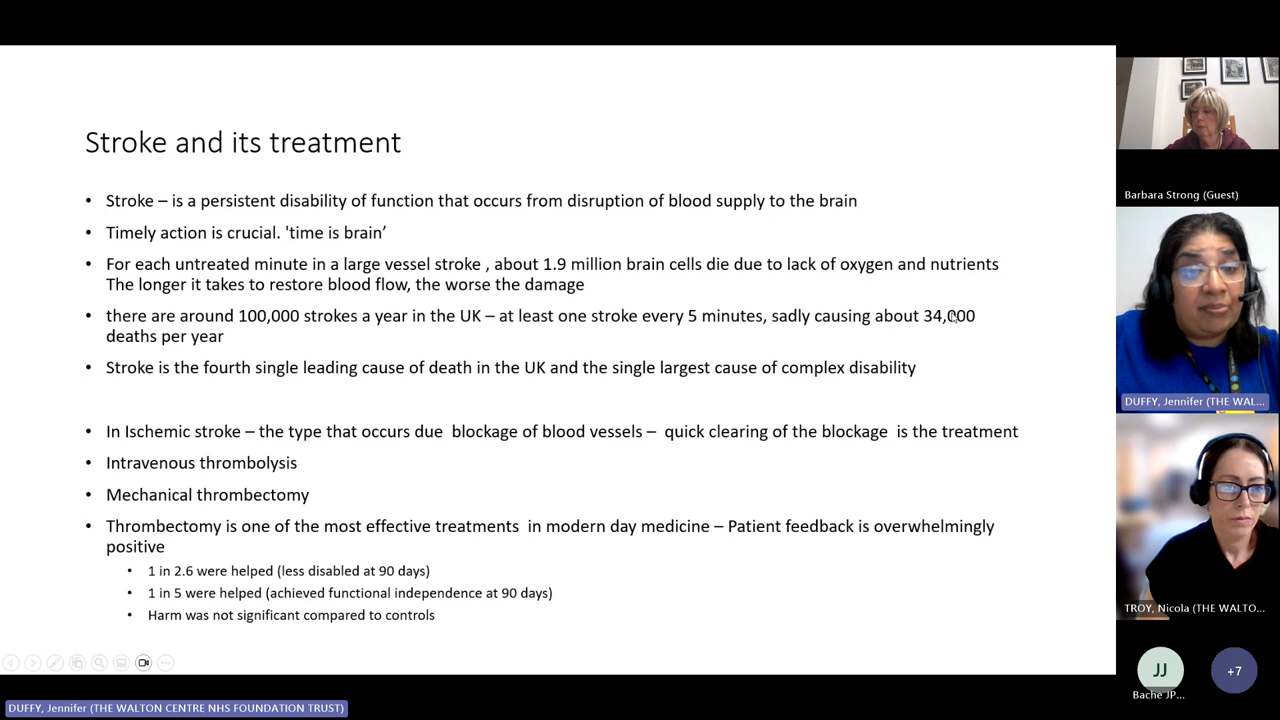 Stroke and its treatment
• Stroke – is a persistent disability of function that occurs from disruption of blood supply to the brain
• Timely action is crucial. 'time is brain’
• For each untreated minute in a large vessel stroke , about 1.9 million brain cells die due to lack of oxygen and nutrients
The longer it takes to restore blood flow, the worse the damage
• there are around 100,000 strokes a year in the UK – at least one stroke every 5 minutes, sadly causing about 34,000
deaths per year
• Stroke is the fourth single leading cause of death in the UK and the single largest cause of complex disability
• In Ischemic stroke – the type that occurs due  blockage of blood vessels –  quick clearing of the blockage  is the treatment
• Intravenous thrombolysis
• Mechanical thrombectomy
• Thrombectomy is one of the most effective treatments  in modern day medicine – Patient feedback is overwhelmingly
positive
• 1 in 2.6 were helped (less disabled at 90 days)
• 1 in 5 were helped (achieved functional independence at 90 days)
• Harm was not significant compared to controls
Barbara Strong (Guest)
DUFFY, Jennifer (THE WAL...
TROY, Nicola (THE WALTO...
JJ
Bache JP...
+7
DUFFY, Jennifer (THE WALTON CENTRE NHS FOUNDATION TRUST)